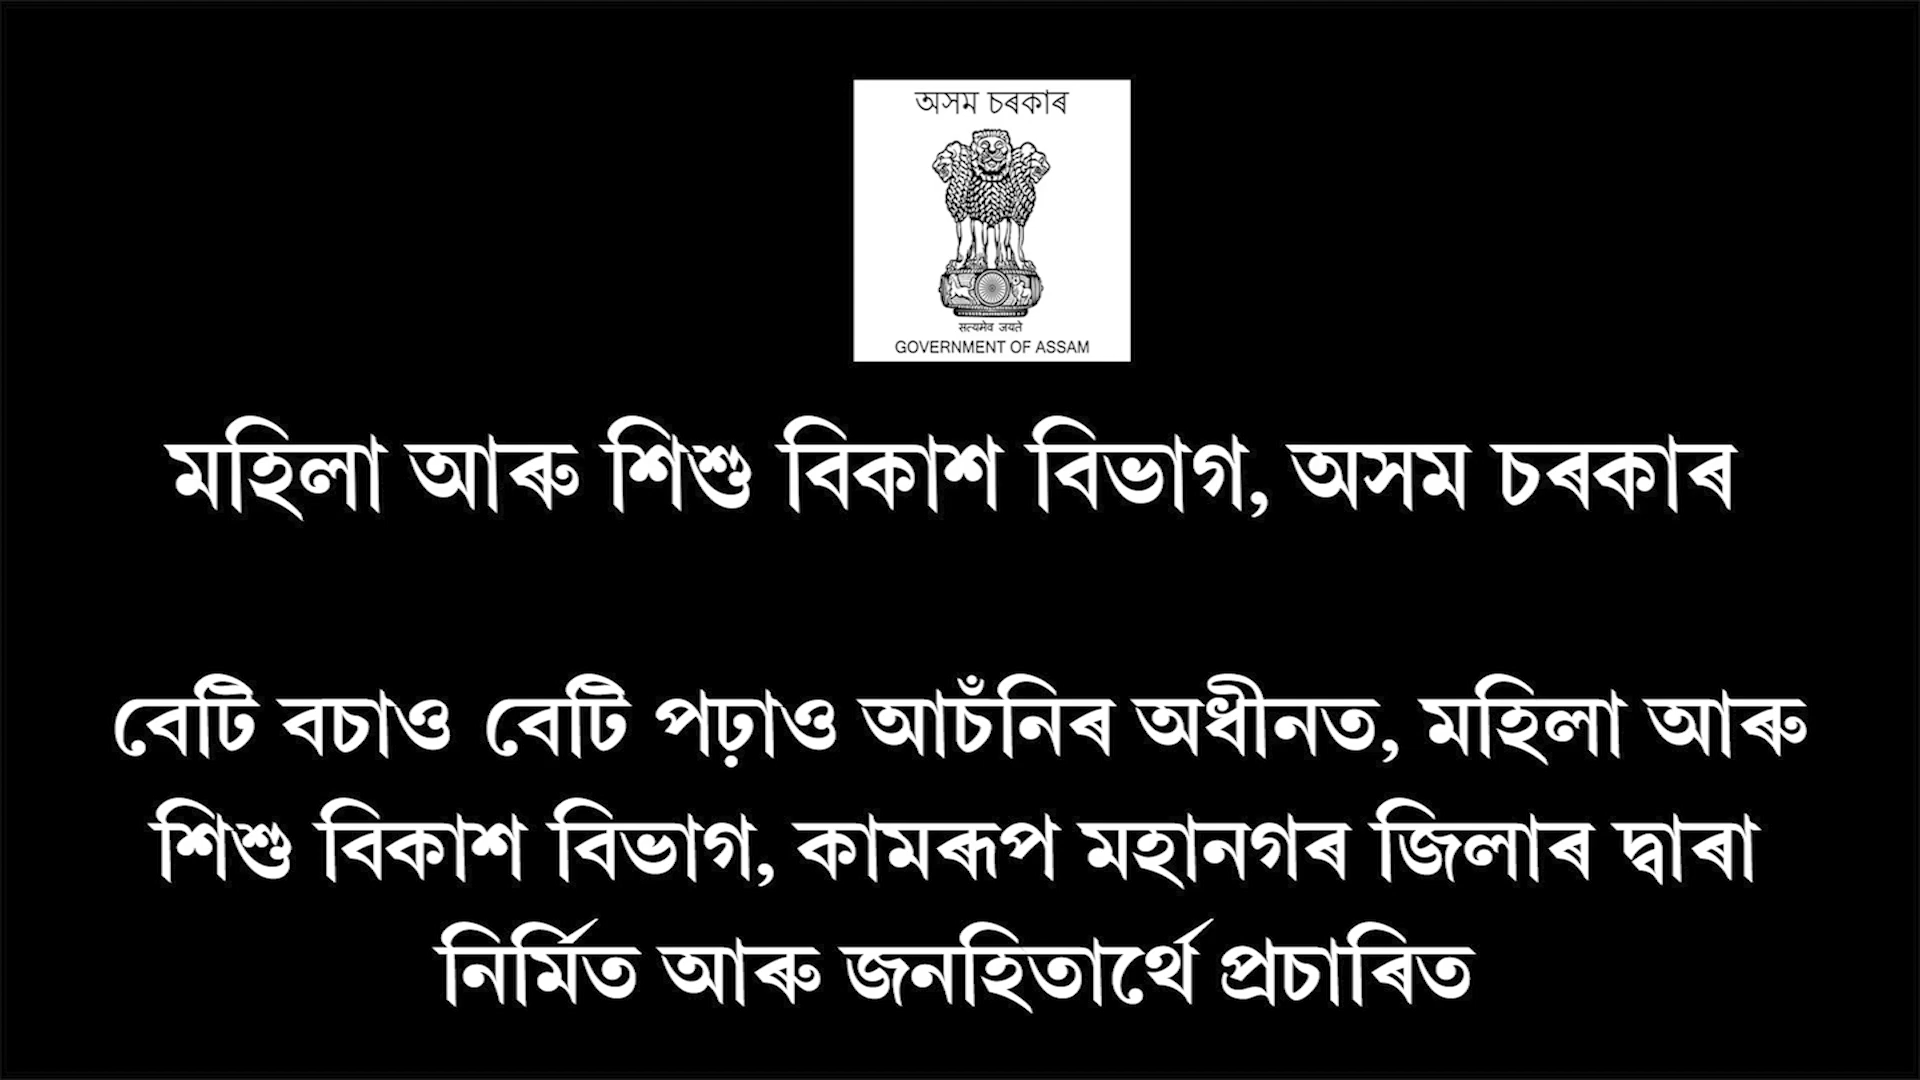 অসম চৰকাৰ
सत्यमेव जयते
GOVERNMENT OF ASSAM
মহিলা আৰু শিশু বিকাশ বিভাগ, অসম চৰকাৰ
বেটি বচাও বেটি পঢ়াও আচঁনিৰ অধীনত, মহিলা আৰু
শিশু বিকাশ বিভাগ, কামৰূপ মহানগৰ জিলাৰ দ্বাৰা
নিৰ্মিত আৰু জনহিতাৰ্থে প্ৰচাৰিত